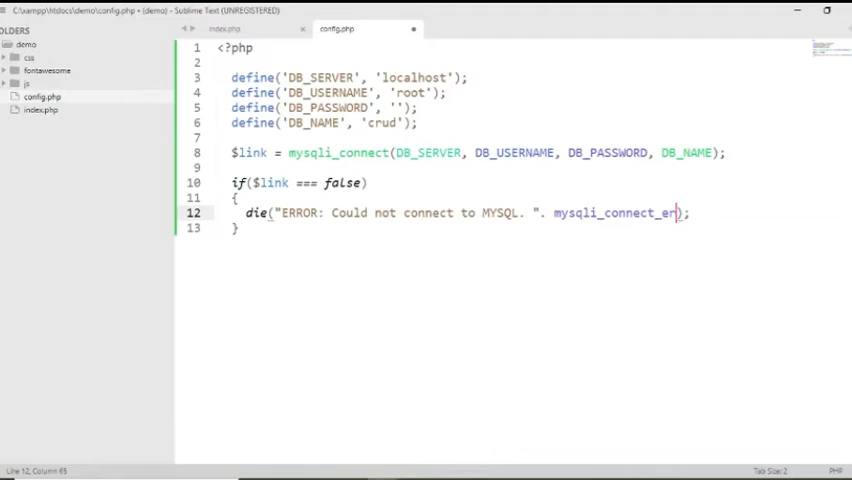 C:\xampp\htdocs\demo\config.php • (demo) - Sublime Text (UNREGISTERED)
OLDERS
index.php
config.php
demo
css
fontawesome
js
config.php
index.php
1 <?php
2
3 define('DB_SERVER', 'localhost');
4 define('DB_USERNAME', 'root');
5 define('DB_PASSWORD', '');
6 define('DB_NAME', 'crud');
7
8 $link = mysqli_connect(DB_SERVER, DB_USERNAME, DB_PASSWORD, DB_NAME);
9
10 if($link === false)
11 {
12 die("ERROR: Could not connect to MYSQL. ". mysqli_connect_er);
13 }
Line 12, Column 65
Tab Size: 2
PHP